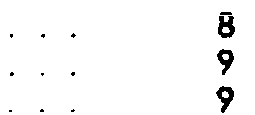 . . . 8
. . . 9
. . . 9